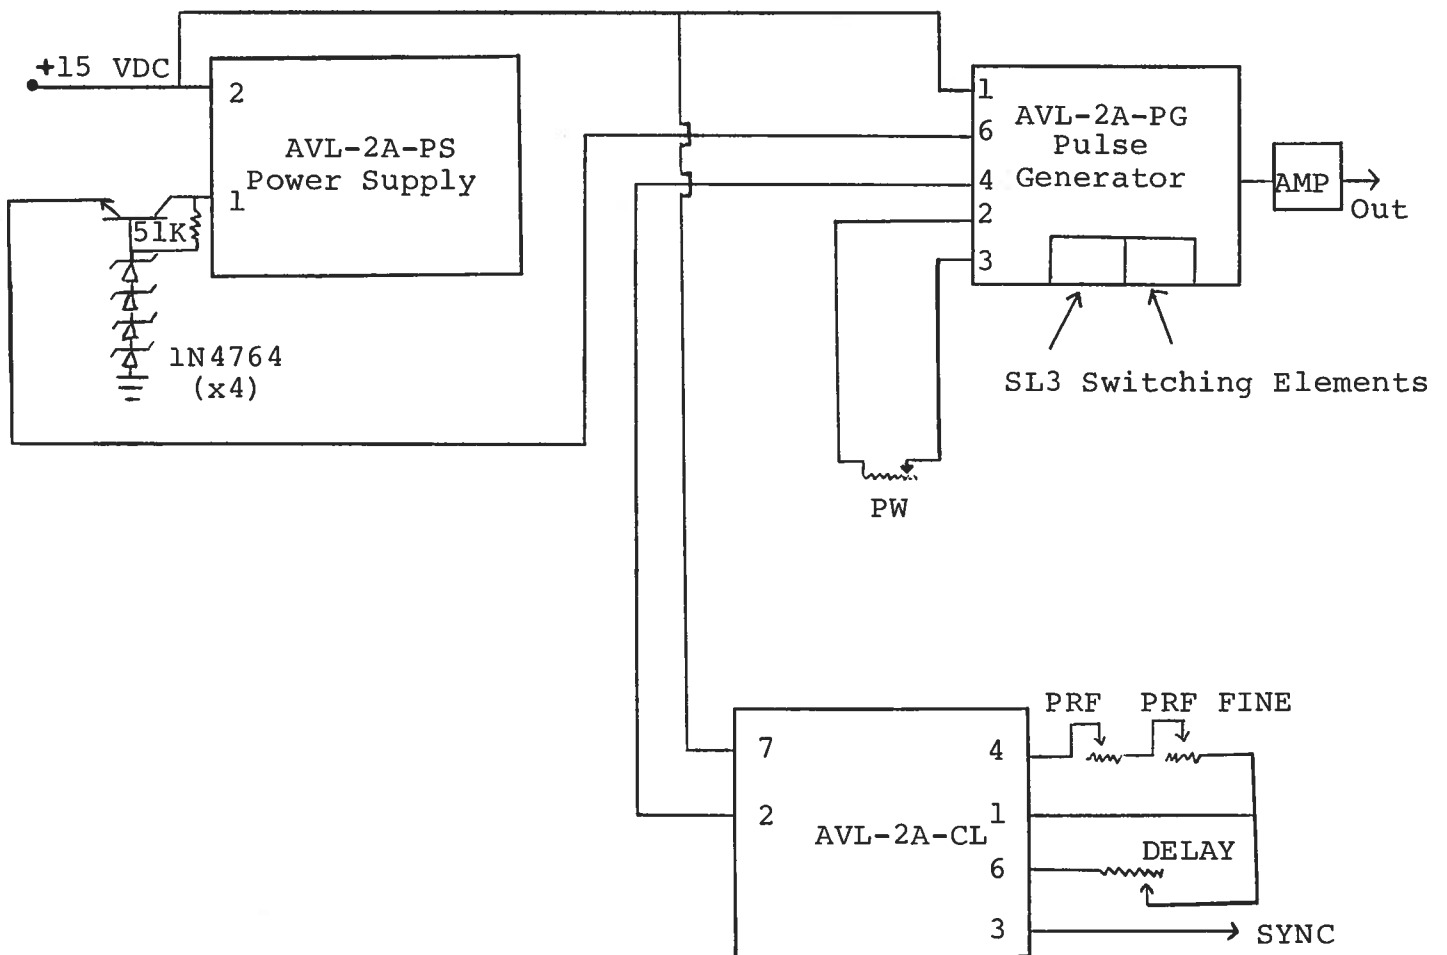 +15 VDC
2
AVL-2A-PS
Power Supply
1
51K
1N4764
(x4)
1
6
4
2
3
AVL-2A-PG
Pulse
Generator
AMP
Out
SL3 Switching Elements
PW
PRF PRF FINE
7
2
AVL-2A-CL
4
1
6
3
DELAY
SYNC